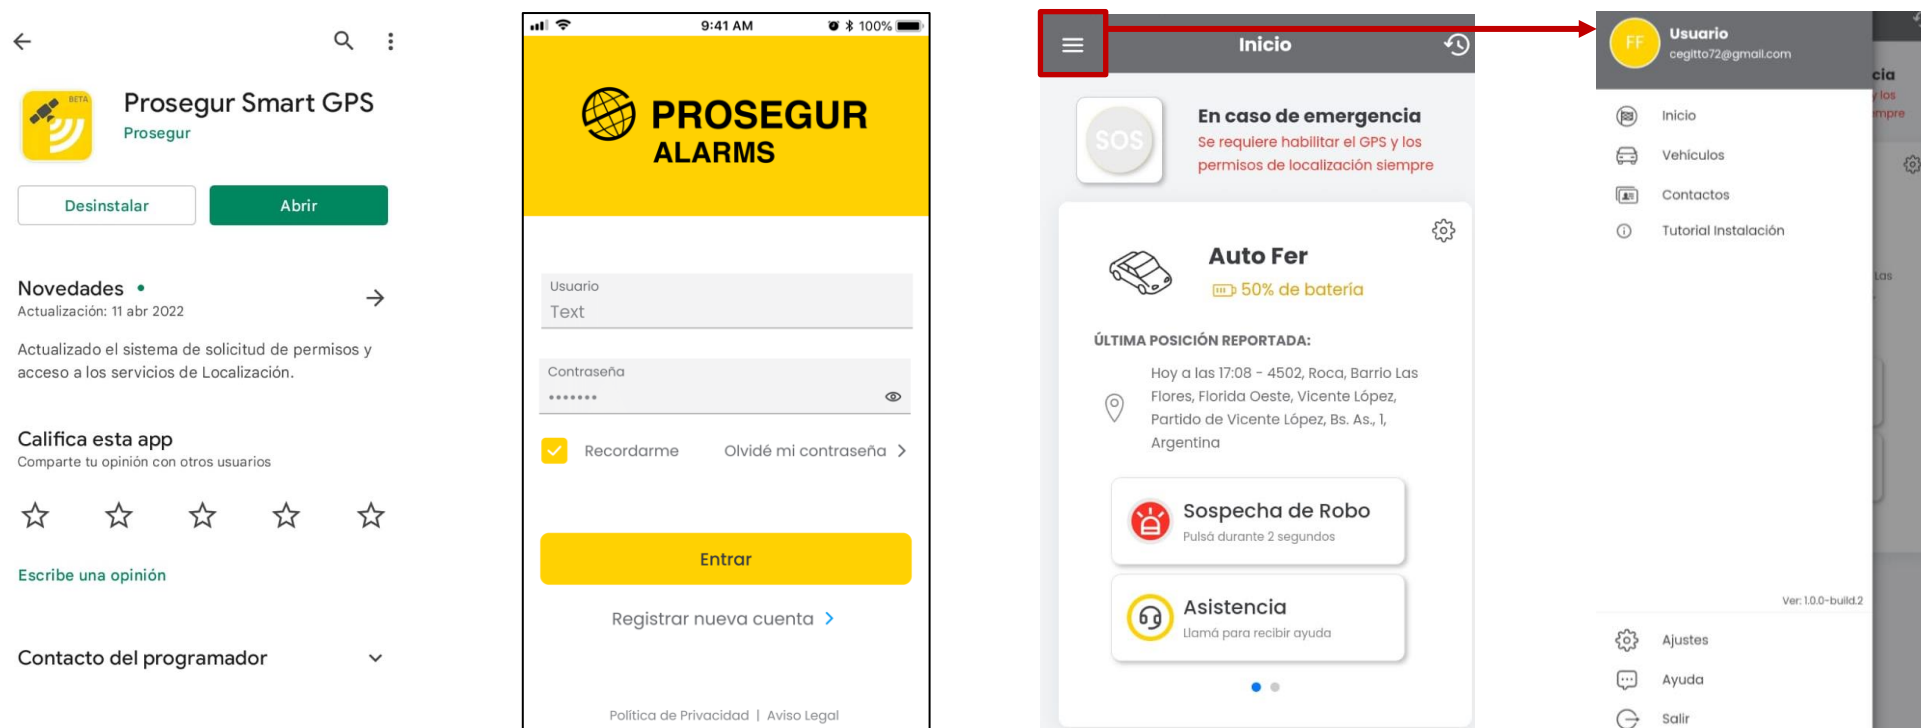 BETA
Prosegur Smart GPS
Prosegur
Desinstalar
Abrir
Novedades •
Actualización: 11 abr 2022
Actualizado el sistema de solicitud de permisos y
acceso a los servicios de Localización.
Califica esta app
Comparte tu opinión con otros usuarios
Escribe una opinión
Contacto del programador
9:41 AM
100%
PROSEGUR
ALARMS
Usuario
Text
Contraseña
•••••••
Recordarme
Olvidé mi contraseña >
Entrar
Registrar nueva cuenta >
Política de Privacidad | Aviso Legal
Inicio
SOS
En caso de emergencia
Se requiere habilitar el GPS y los
permisos de localización siempre
Auto Fer
50% de batería
ÚLTIMA POSICIÓN REPORTADA:
Hoy a las 17:08 - 4502, Roca, Barrio Las
Flores, Florida Oeste, Vicente López,
Partido de Vicente López, Bs. As., 1,
Argentina
Sospecha de Robo
Pulsá durante 2 segundos
Asistencia
Llamá para recibir ayuda
FF
Usuario
cegitto72@gmail.com
Inicio
Vehículos
Contactos
Tutorial Instalación
cia
y los
mpre
Las
Ver: 1.0.0-build.2
Ajustes
Ayuda
Salir